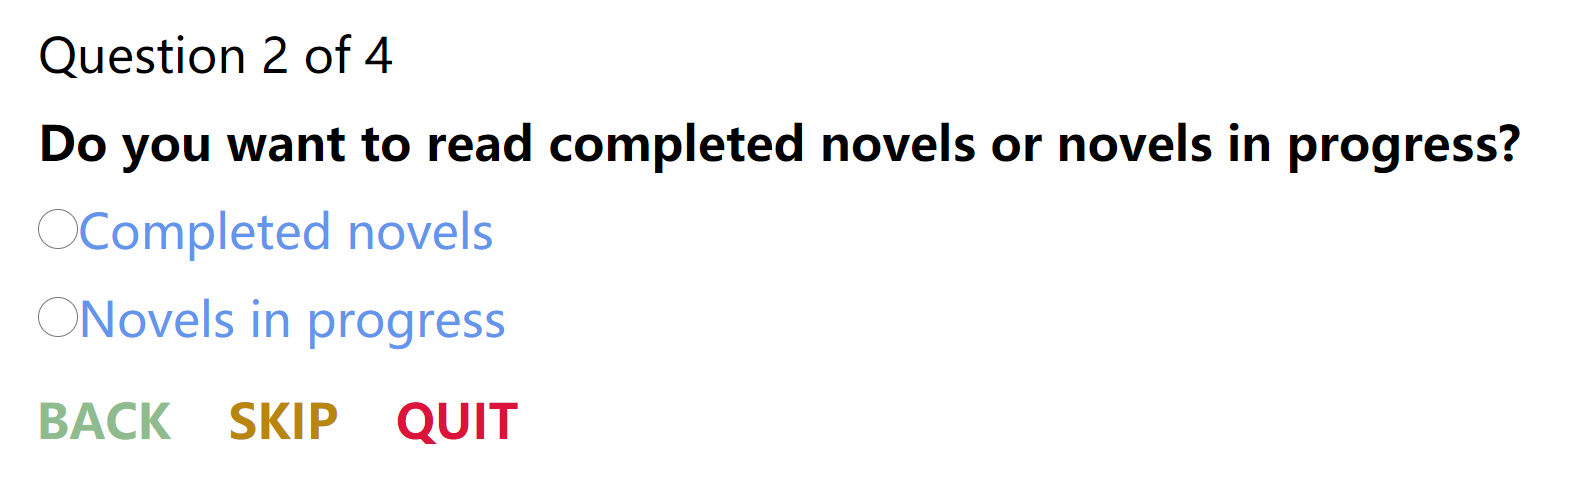 Question 2 of 4
Do you want to read completed novels or novels in progress?
Completed novels
Novels in progress
BACK SKIP QUIT